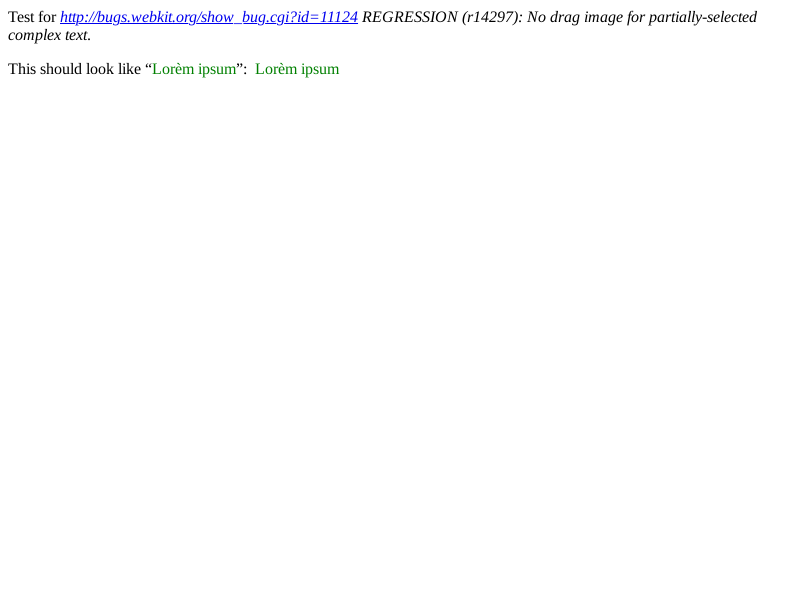 Test for http://bugs.webkit.org/show_bug.cgi?id=11124 REGRESSION (r14297): No drag image for partially-selected
complex text.
This should look like “Lorèm ipsum”:  Lorèm ipsum